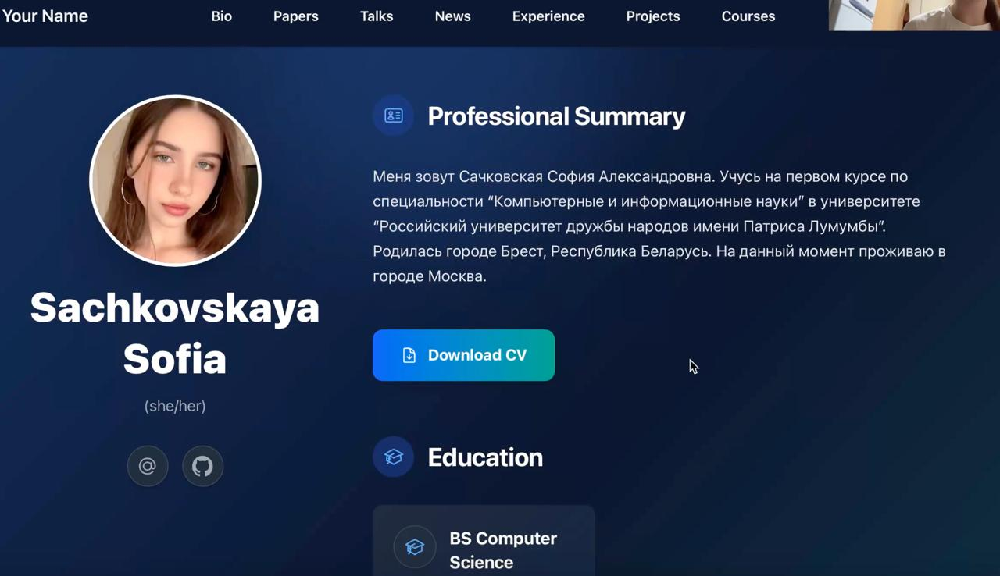 Your Name
Bio
Papers
Talks
News
Experience
Projects
Courses
Sachkovskaya
Sofia
(she/her)
Professional Summary
Меня зовут Сачковская София Александровна. Учусь на первом курсе по
специальности “Компьютерные и информационные науки” в университете
“Российский университет дружбы народов имени Патриса Лумумбы”.
Родилась городе Брест, Республика Беларусь. На данный момент проживаю в
городе Москва.
Download CV
Education
BS Computer
Science